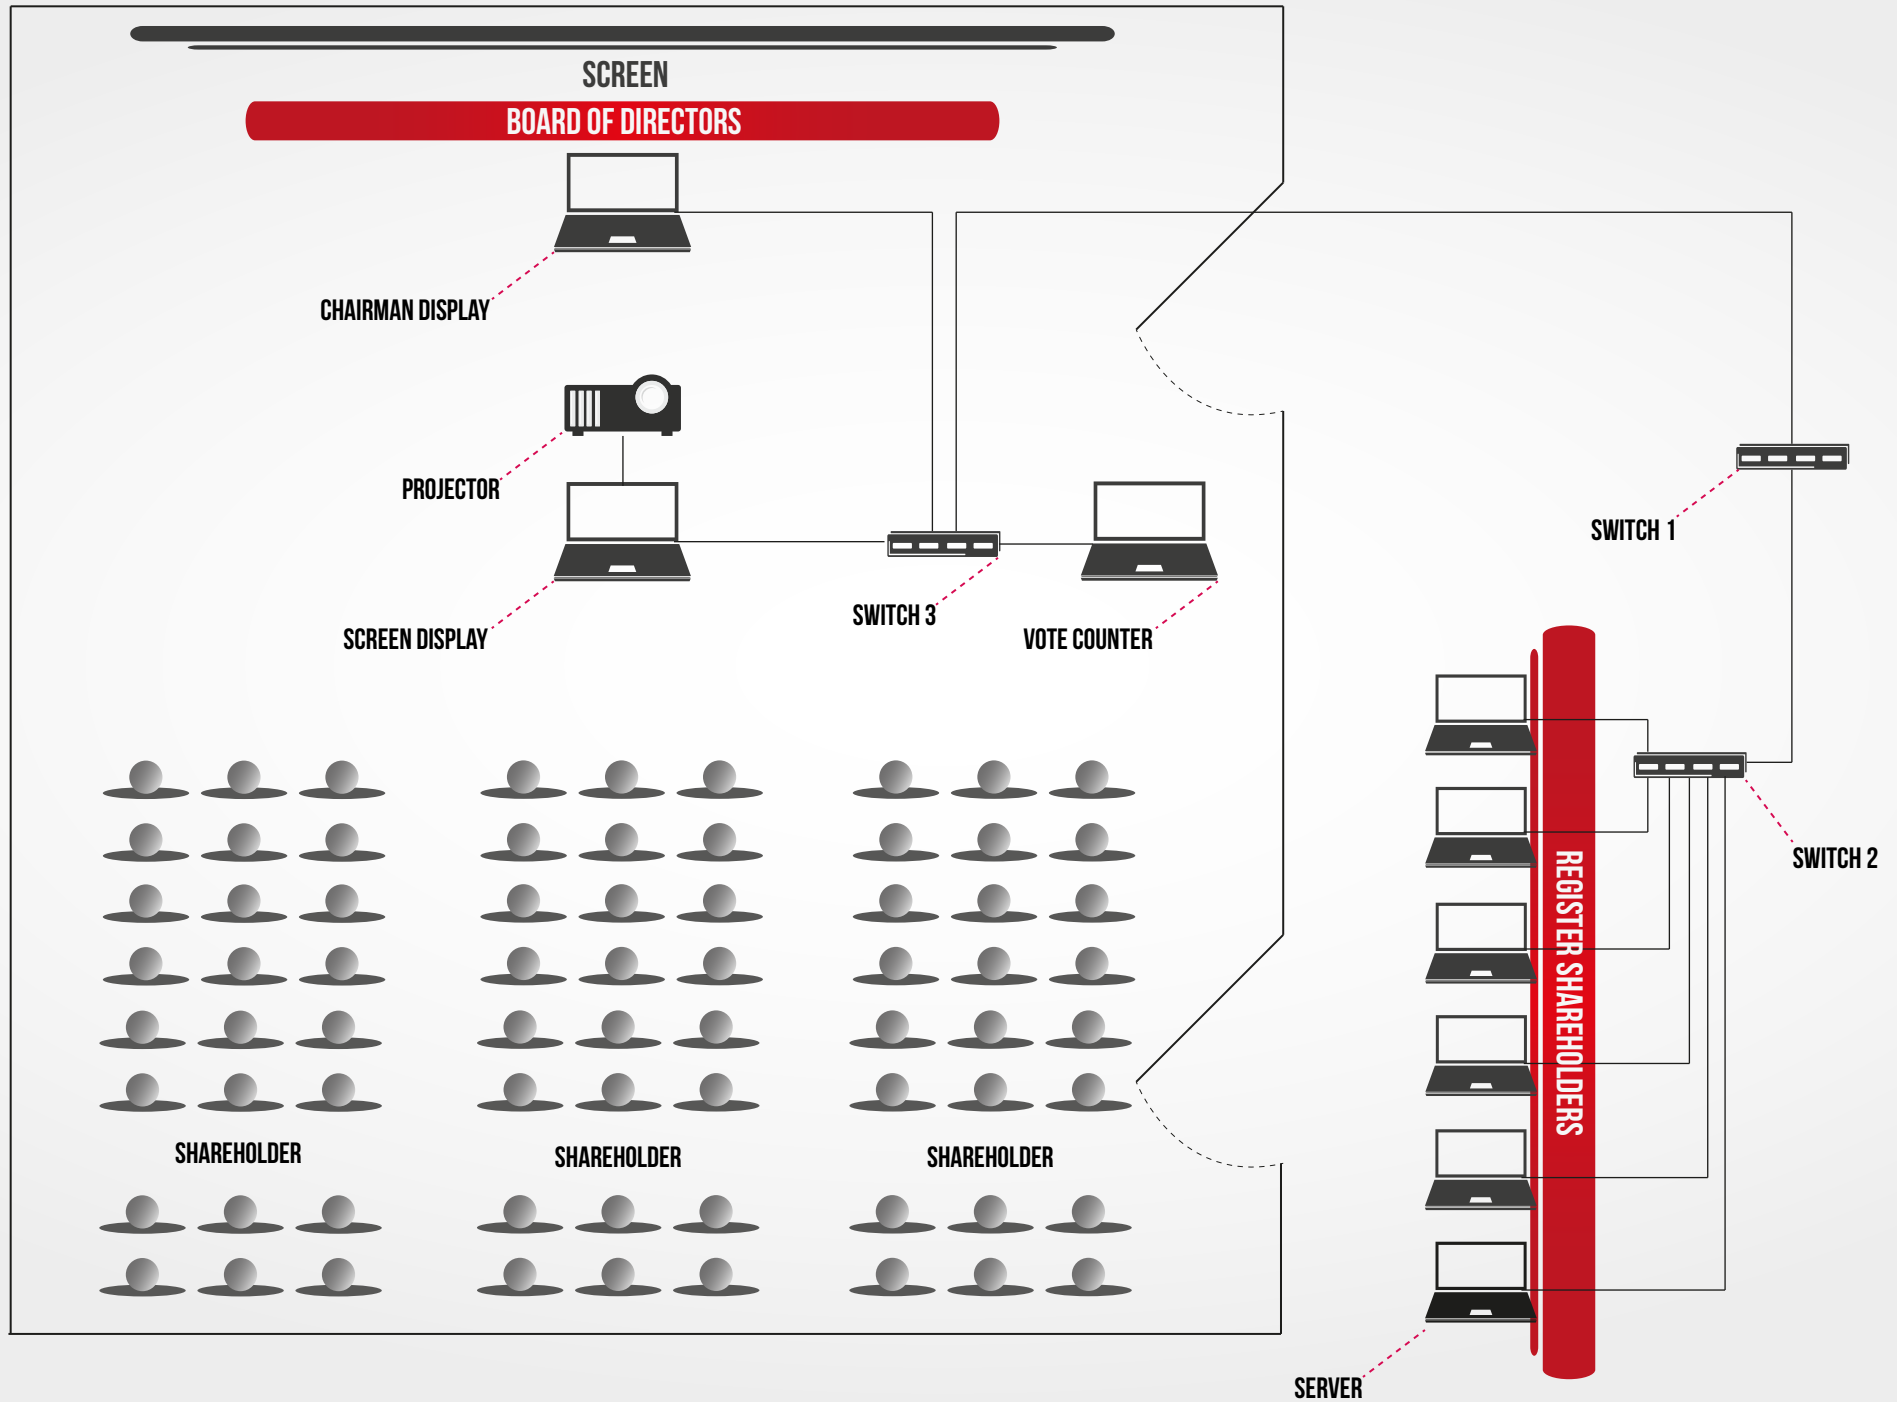 SCREEN
BOARD OF DIRECTORS
CHAIRMAN DISPLAY
PROJECTOR
SWITCH 1
SWITCH 3
SCREEN DISPLAY
VOTE COUNTER
SWITCH 2
REGISTER SHAREHOLDERS
SHAREHOLDER
SHAREHOLDER
SHAREHOLDER
SERVER